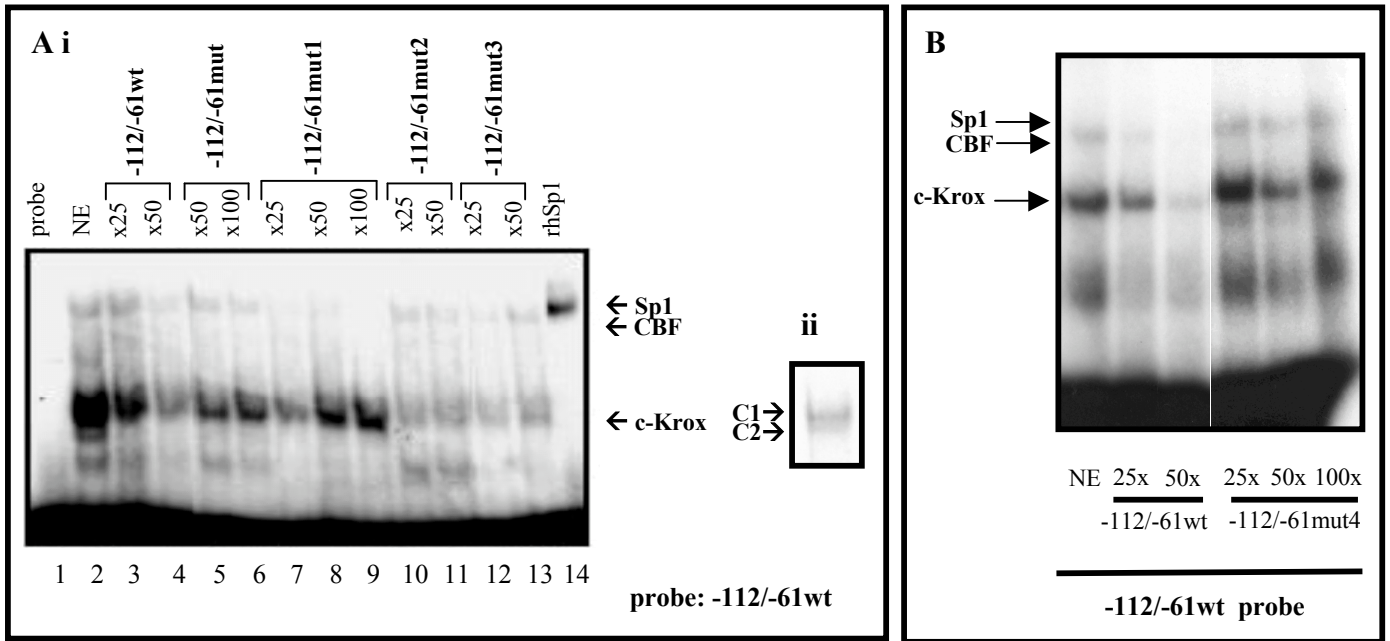 A i
-112/-61wt
-112/-61mut
-112/-61mut1
-112/-61mut2
-112/-61mut3
probe
NE
x25
x50
x50
x100
x25
x50
x100
x25
x50
x25
x50
rhSp1
Sp1
CBF
c-Krox
ii
C1
C2
1 2 3 4 5 6 7 8 9 10 11 12 13 14
probe: -112/-61wt
B
Sp1
CBF
c-Krox
NE 25x 50x 25x 50x 100x
-112/-61wt -112/-61mut4
-112/-61wt probe